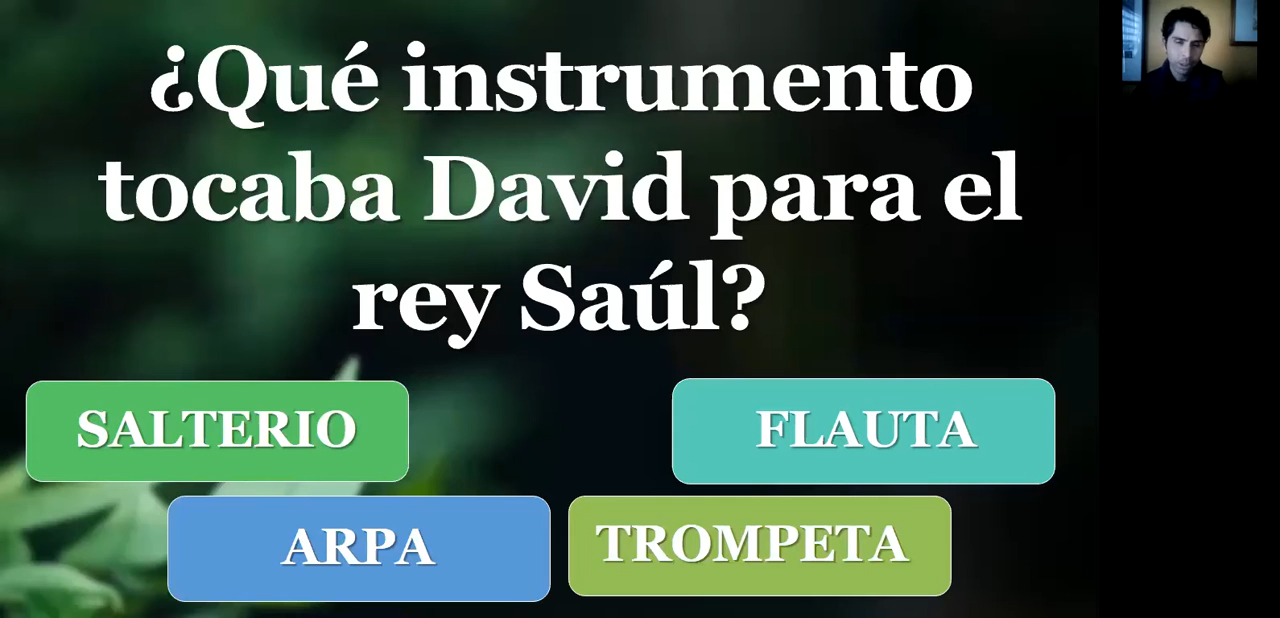 ¿Qué instrumento
tocaba David para el
rey Saúl?
SALTERIO
FLAUTA
ARPA
TROMPETA